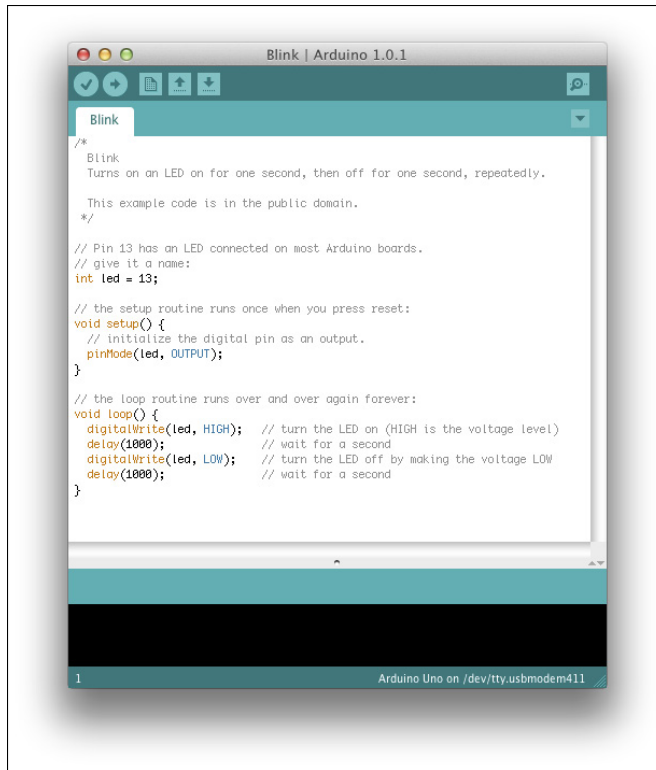 Blink | Arduino 1.0.1
Blink
/*
  Blink
  Turns on an LED on for one second, then off for one second, repeatedly.

  This example code is in the public domain.
 */

// Pin 13 has an LED connected on most Arduino boards.
// give it a name:
int led = 13;

// the setup routine runs once when you press reset:
void setup() {
  // initialize the digital pin as an output.
  pinMode(led, OUTPUT);
}

// the loop routine runs over and over again forever:
void loop() {
  digitalWrite(led, HIGH);   // turn the LED on (HIGH is the voltage level)
  delay(1000);               // wait for a second
  digitalWrite(led, LOW);    // turn the LED off by making the voltage LOW
  delay(1000);               // wait for a second
}
1
Arduino Uno on /dev/tty.usbmodem411